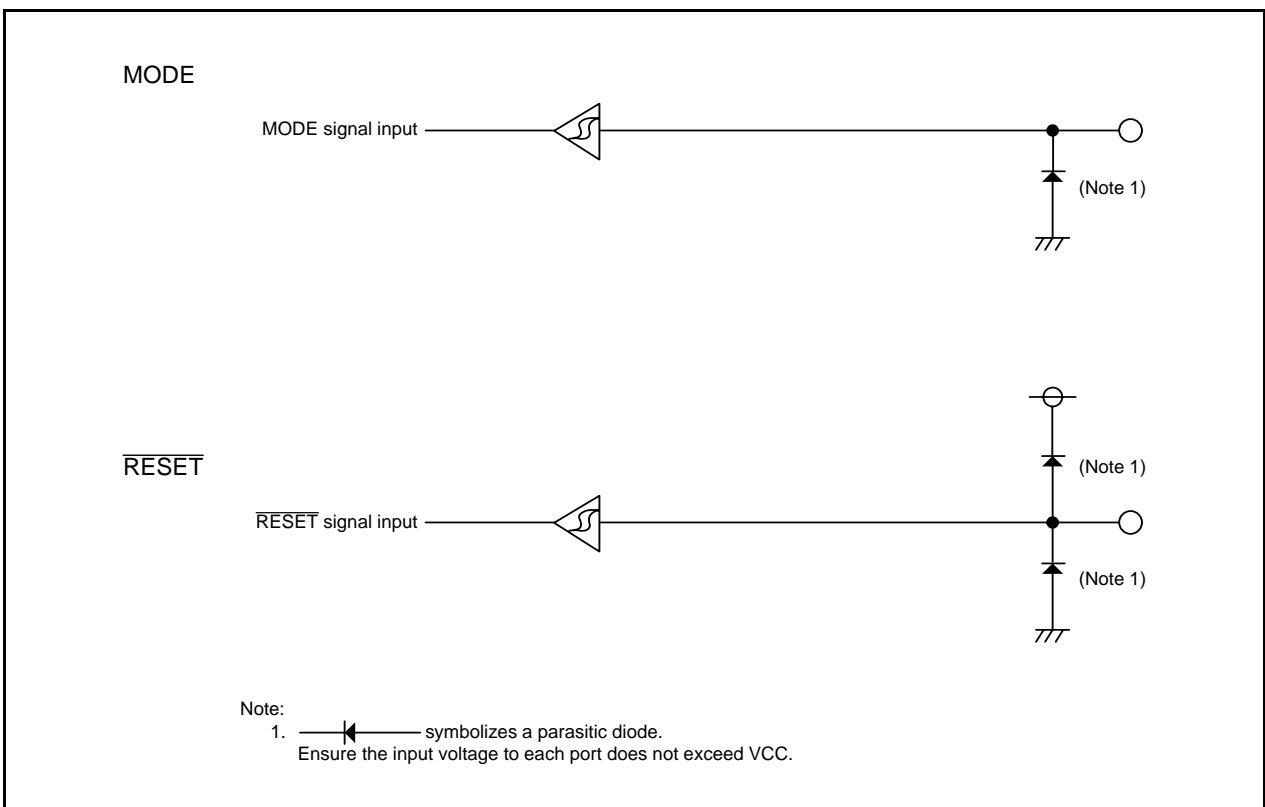 MODE
MODE signal input
(Note 1)
(Note 1)
RESET
RESET signal input
(Note 1)
Note:
1. symbolizes a parasitic diode.
Ensure the input voltage to each port does not exceed VCC.